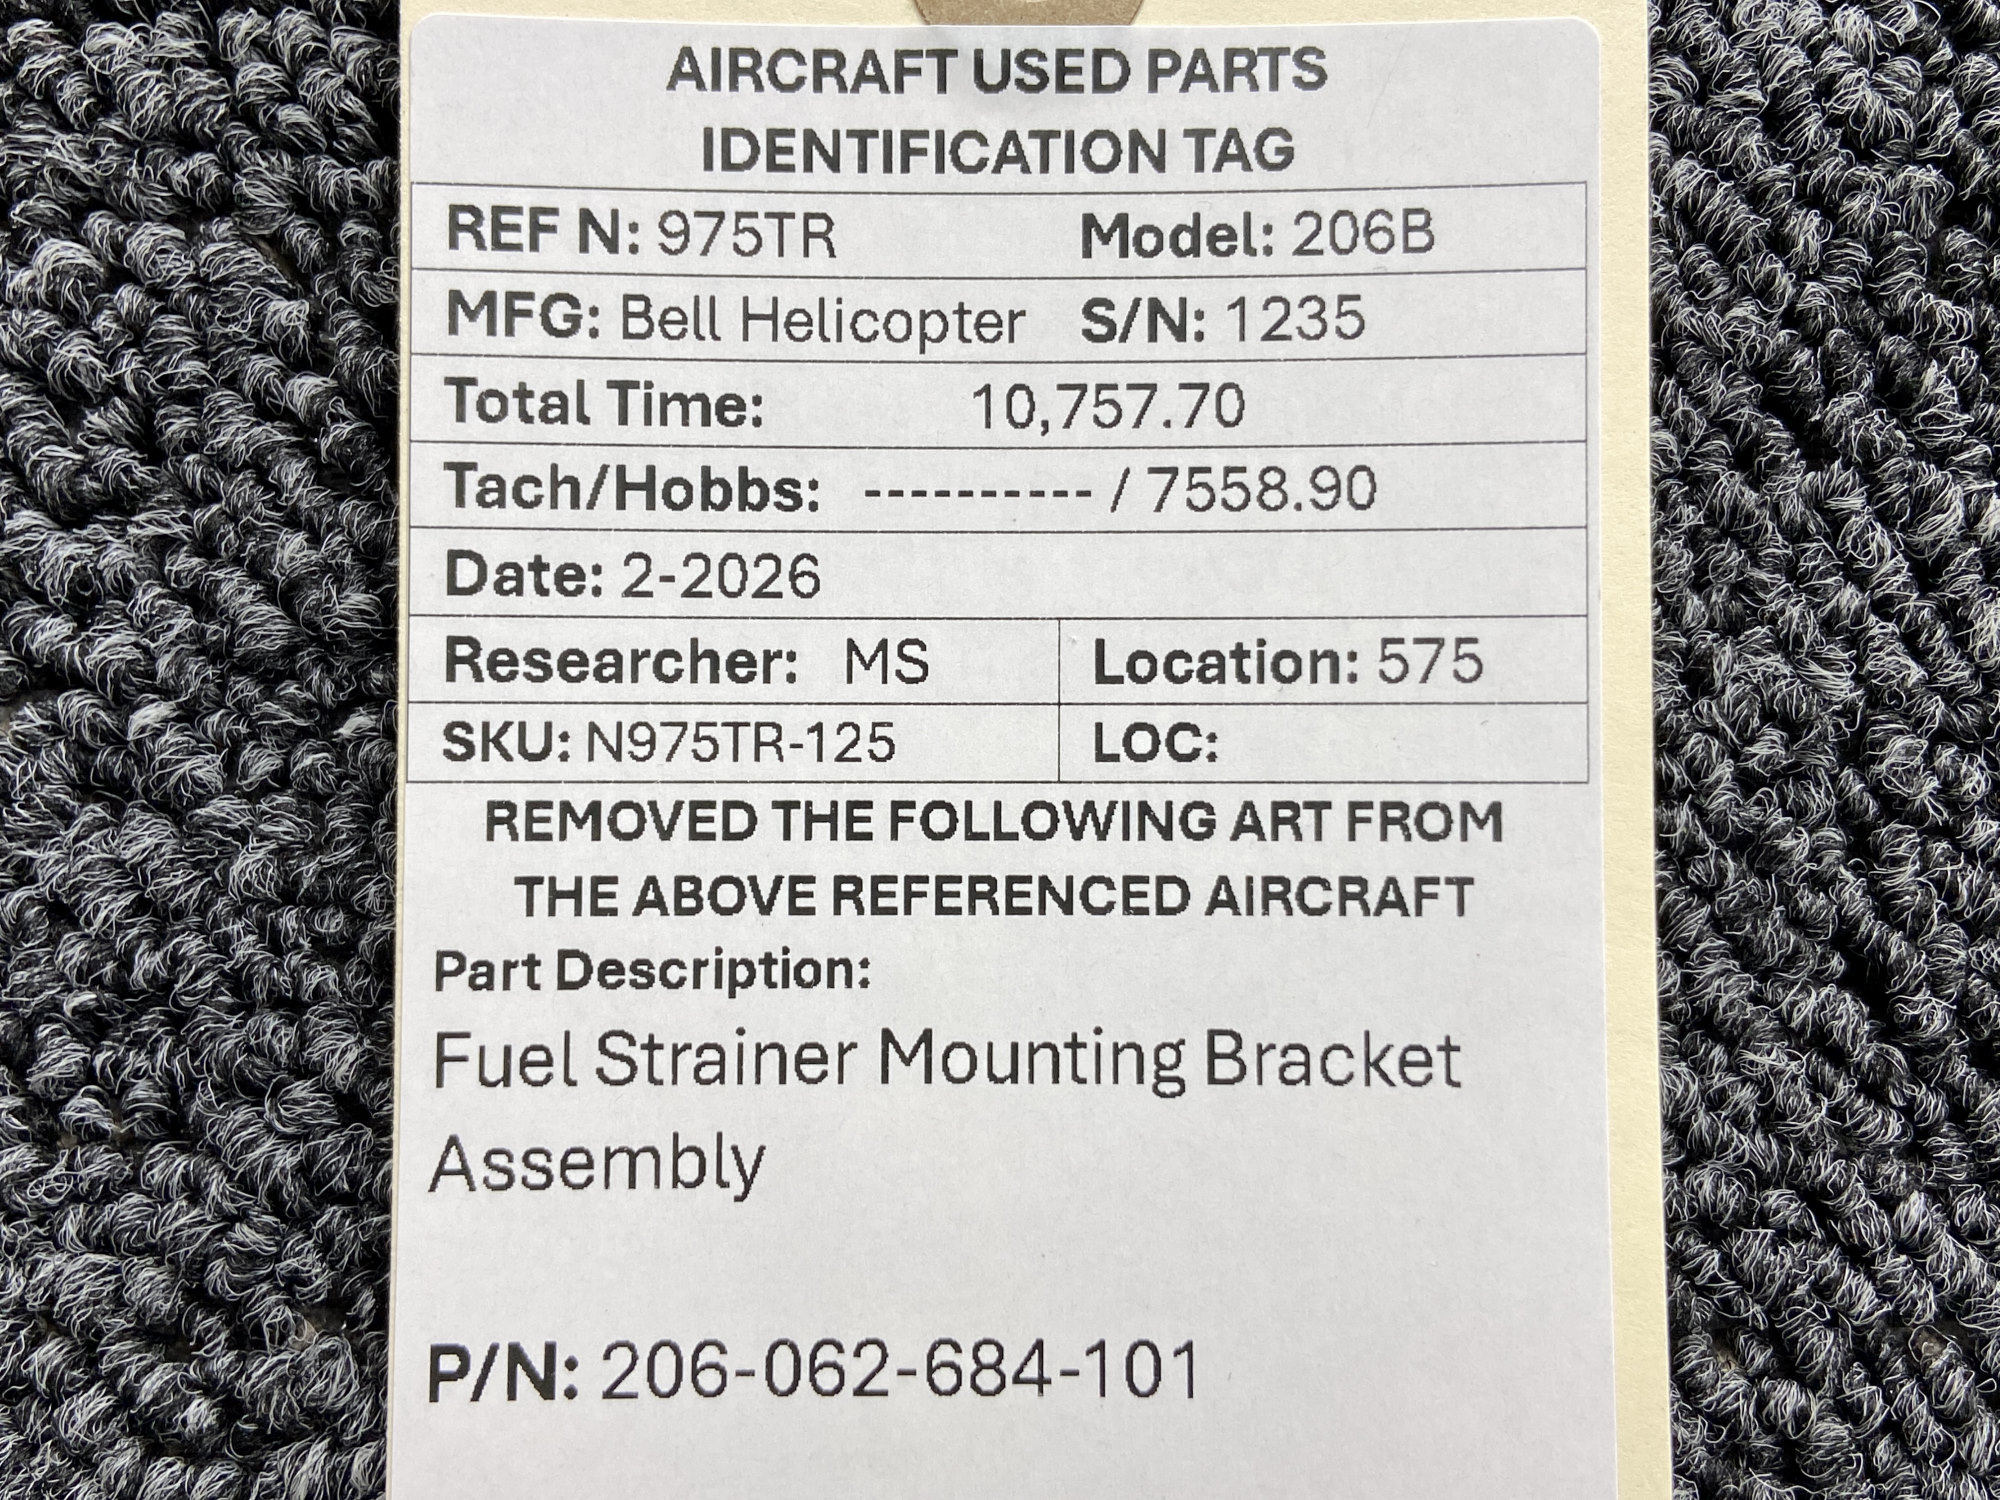 AIRCRAFT USED PARTS
IDENTIFICATION TAG
REF N: 975TR Model: 206B
MFG: Bell Helicopter S/N: 1235
Total Time: 10,757.70
Tach/Hobbs: ---------- / 7558.90
Date: 2-2026
Researcher: MS Location: 575
SKU: N975TR-125 LOC:
REMOVED THE FOLLOWING ART FROM
THE ABOVE REFERENCED AIRCRAFT
Part Description:
Fuel Strainer Mounting Bracket
Assembly
P/N: 206-062-684-101